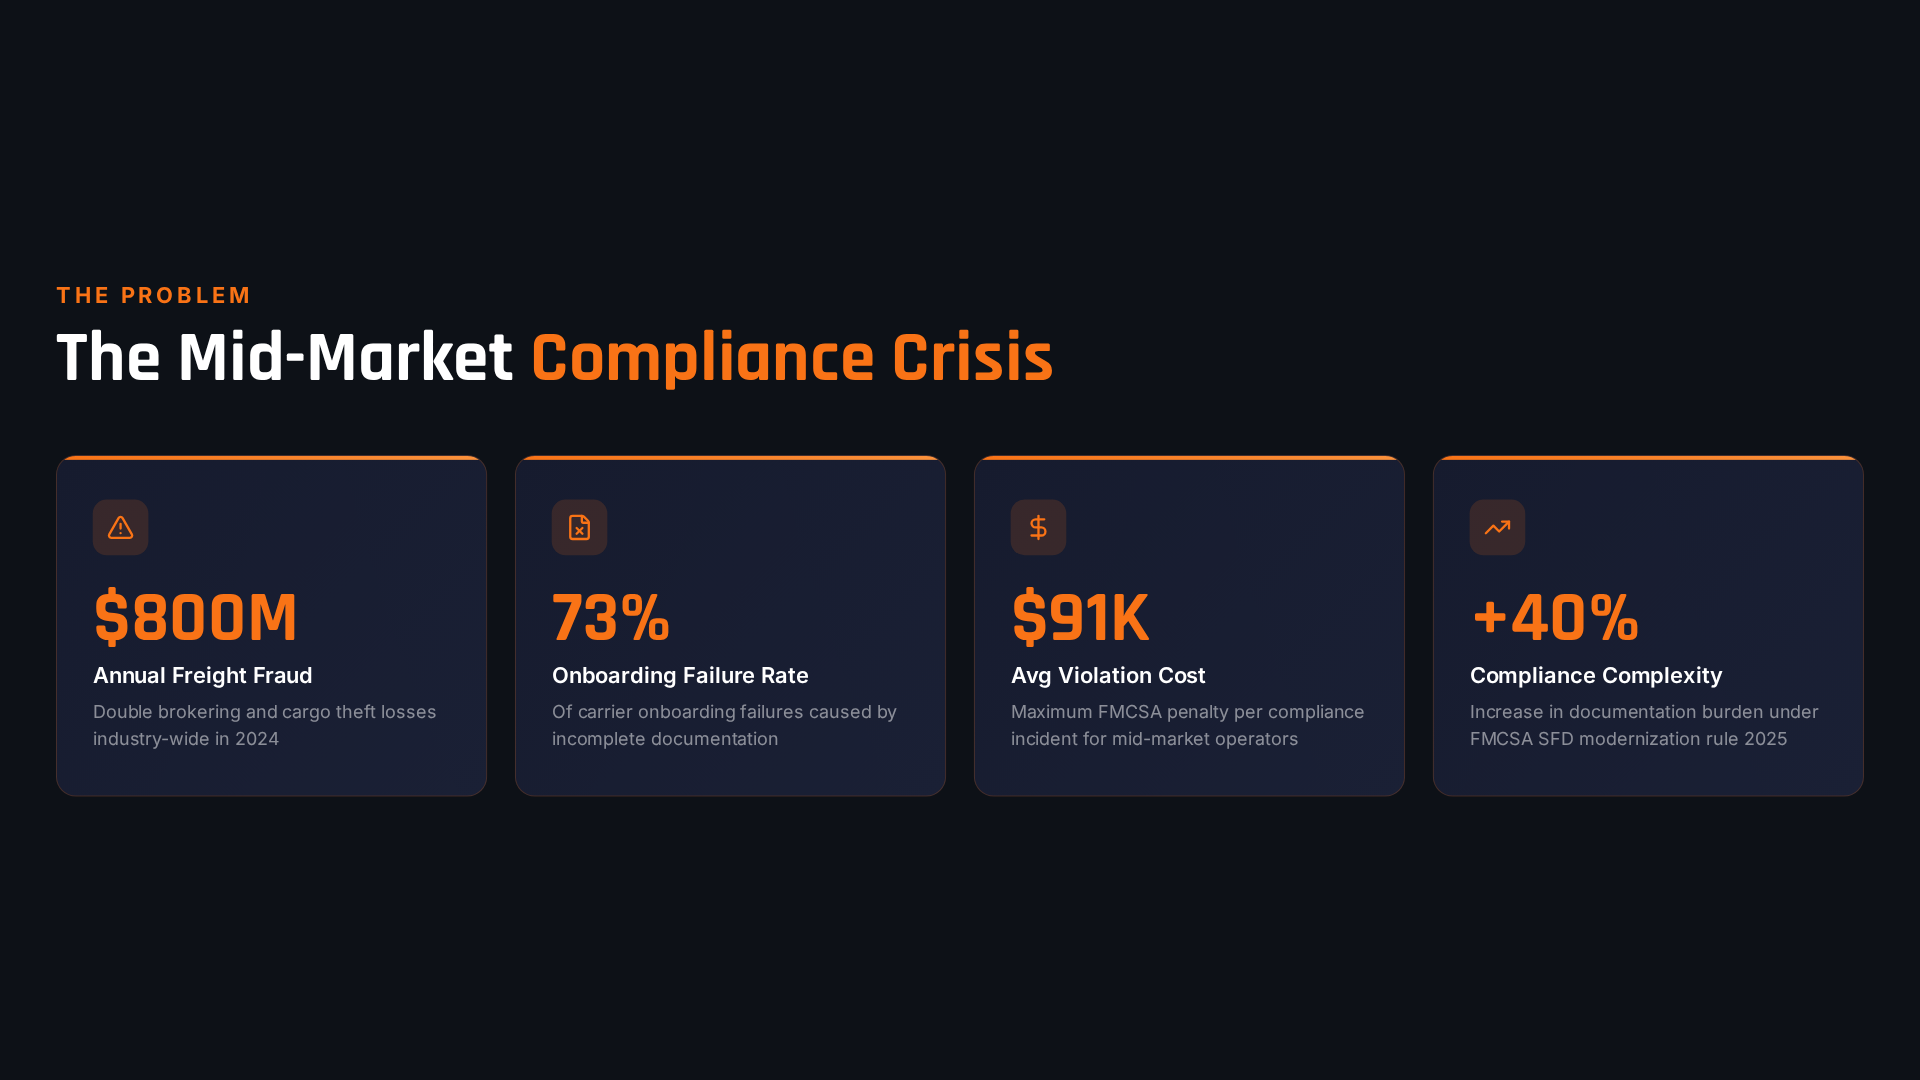 THE PROBLEM
The Mid-Market Compliance Crisis
$800M
Annual Freight Fraud
Double brokering and cargo theft losses
industry-wide in 2024
73%
Onboarding Failure Rate
Of carrier onboarding failures caused by
incomplete documentation
$91K
Avg Violation Cost
Maximum FMCSA penalty per compliance
incident for mid-market operators
+40%
Compliance Complexity
Increase in documentation burden under
FMCSA SFD modernization rule 2025